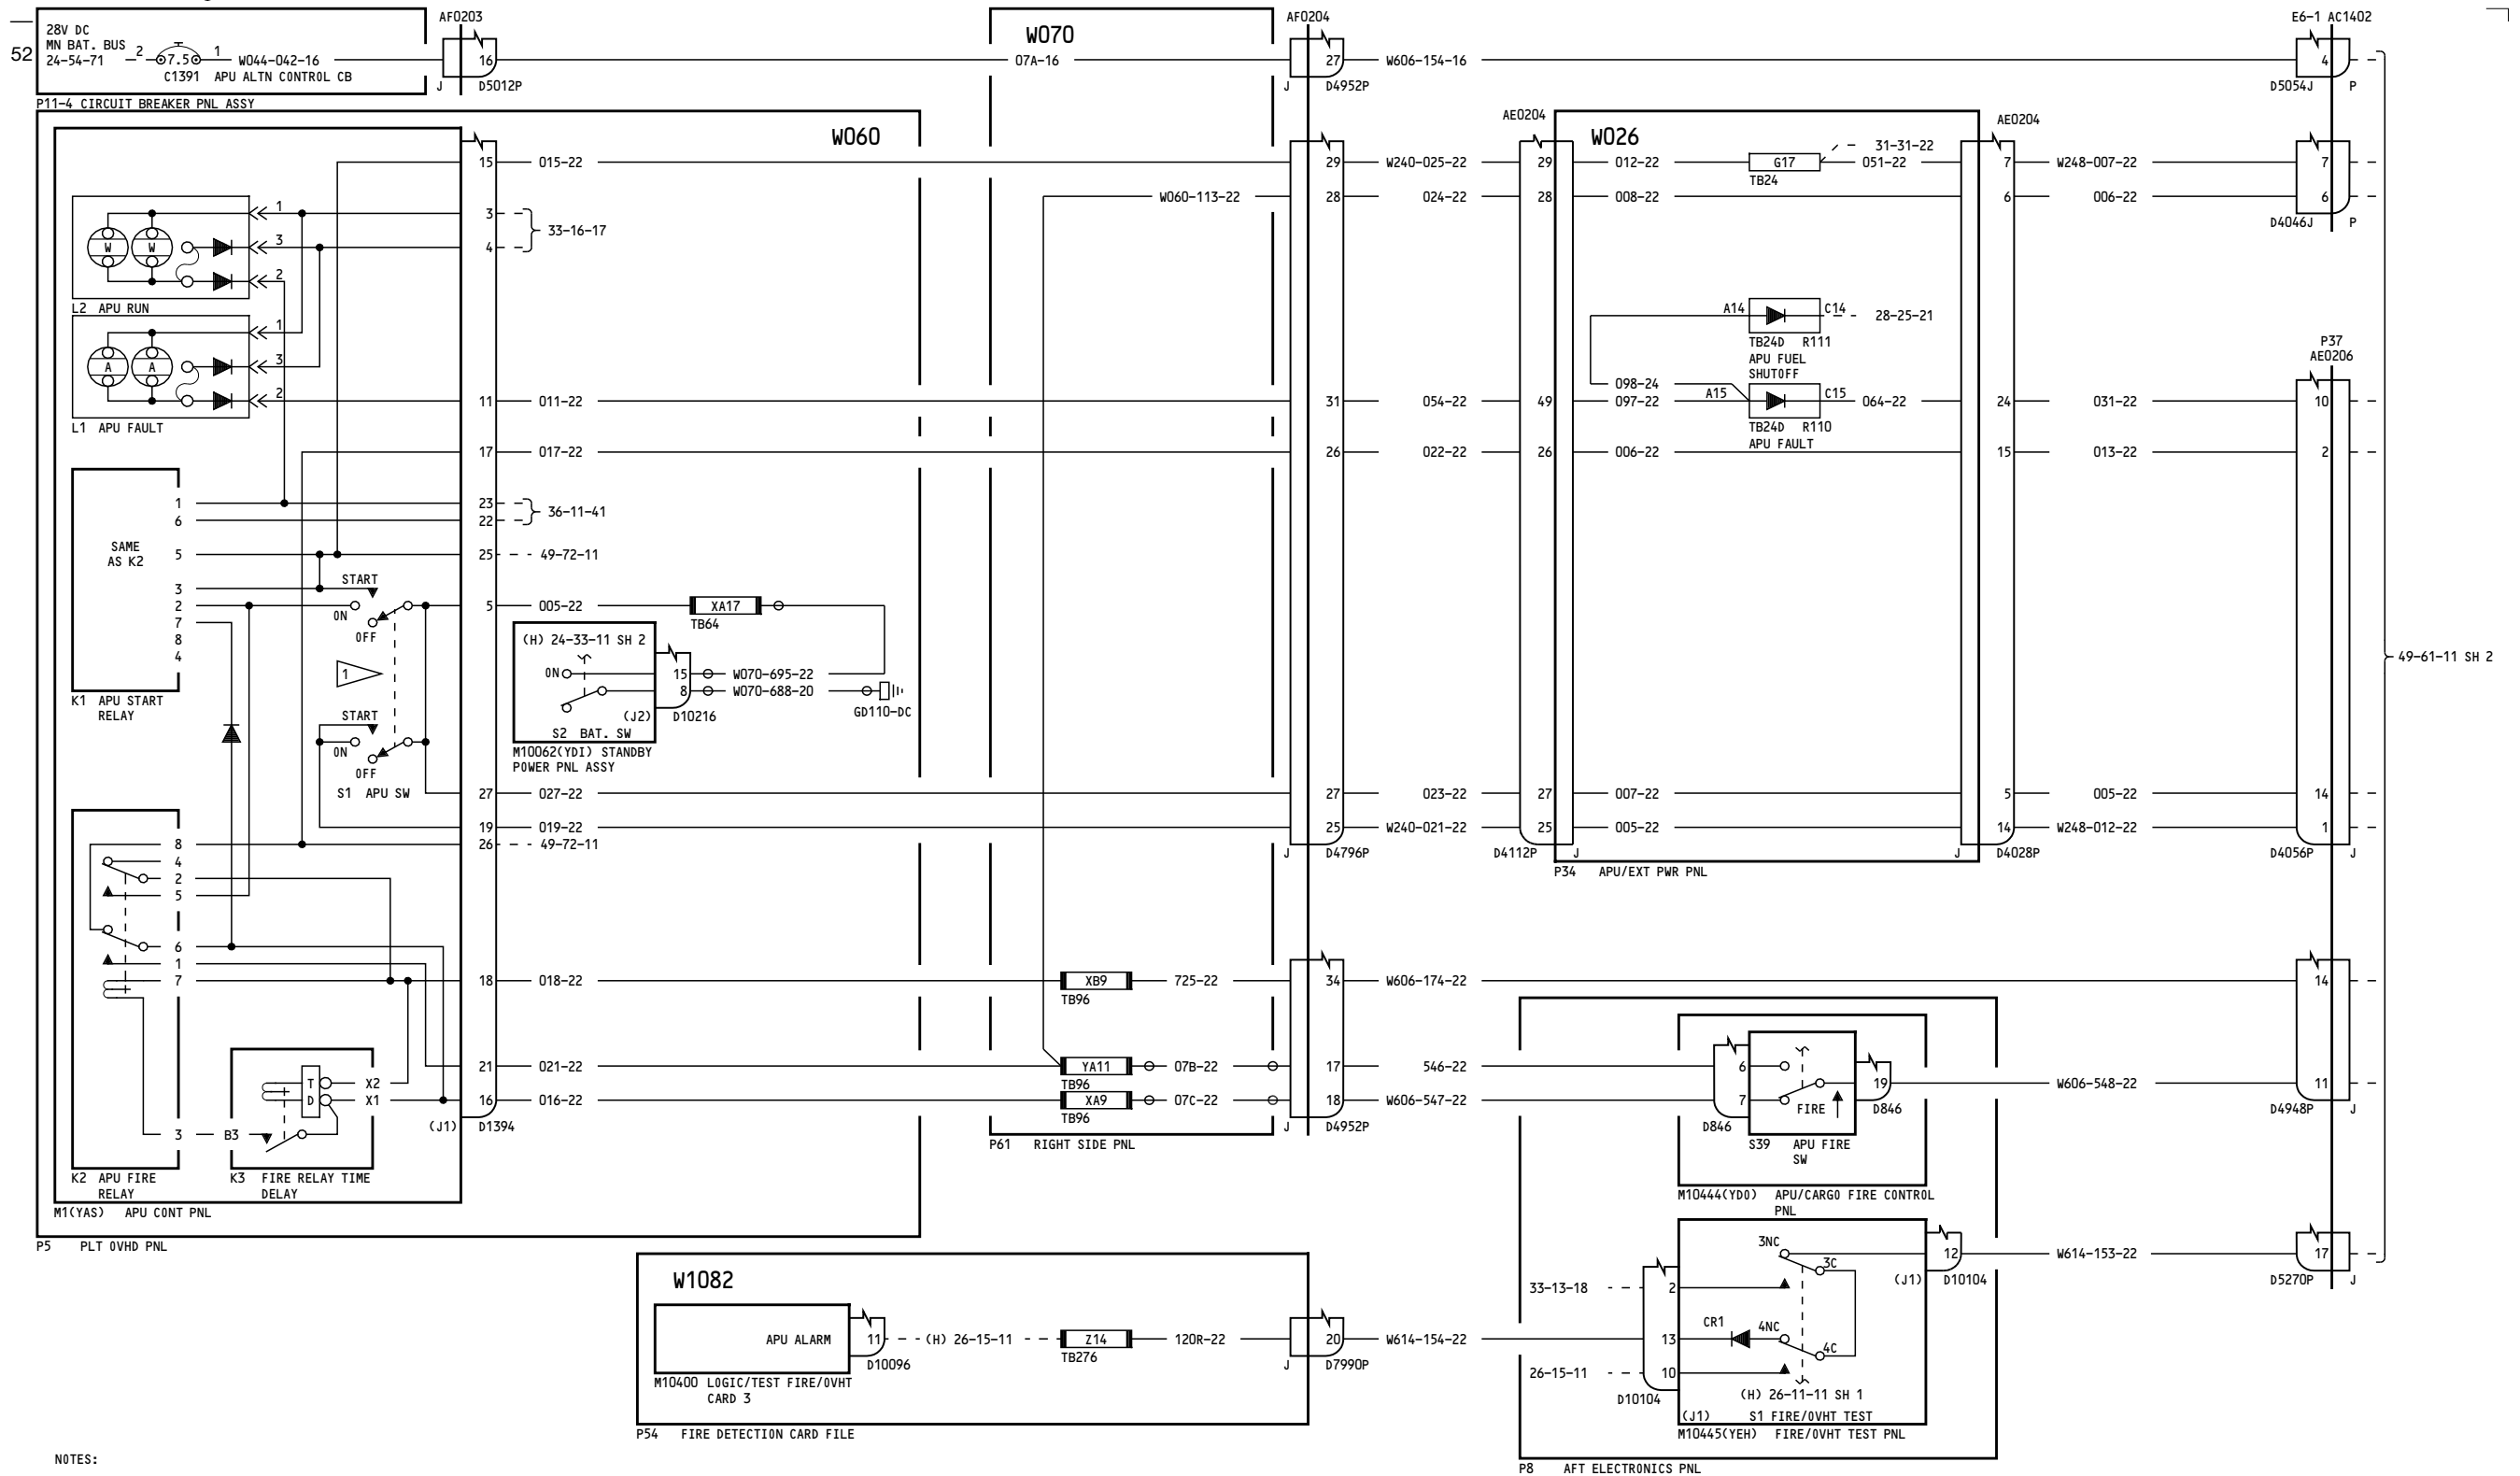 52
28V DC
MN BAT. BUS
24-54-71
2
7.5
1
W044-042-16
C1391 APU ALTN CONTROL CB
P11-4 CIRCUIT BREAKER PNL ASSY
AF0203
16
J
D5012P
W070
07A-16
AF0204
27
J
D4952P
W606-154-16
E6-1 AC1402
4
D5054J
P
W060
15
015-22
3
4
33-16-17
1
3
2
W
W
L2 APU RUN
1
3
2
A
A
L1 APU FAULT
11
011-22
17
017-22
23
22
36-11-41
25
49-72-11
5
005-22
XA17
TB64
SAME
AS K2
1
6
5
3
2
7
8
4
K1 APU START
RELAY
START
ON
OFF
1
START
ON
OFF
S1 APU SW
(H) 24-33-11 SH 2
ON
15
8
W070-695-22
W070-688-20
GD110-DC
(J2)
D10216
S2 BAT. SW
M10062(YDI) STANDBY
POWER PNL ASSY
27
027-22
19
019-22
26
49-72-11
8
4
2
5
6
1
7
3
K2 APU FIRE
RELAY
B3
T
D
X2
X1
K3 FIRE RELAY TIME
DELAY
18
018-22
21
021-22
16
016-22
(J1)
D1394
M1(YAS) APU CONT PNL
P5 PLT OVHD PNL
W060-113-22
XB9
TB96
725-22
YA11
TB96
07B-22
XA9
TB96
07C-22
P61 RIGHT SIDE PNL
29
28
31
26
27
25
J
D4796P
W240-025-22
024-22
054-22
022-22
023-22
W240-021-22
AE0204
29
28
49
26
27
25
D4112P
J
W026
012-22
G17
TB24
31-31-22
051-22
008-22
A14
C14
28-25-21
TB24D R111
APU FUEL
SHUTOFF
098-24
097-22
A15
C15
064-22
TB24D R110
APU FAULT
006-22
007-22
005-22
P34 APU/EXT PWR PNL
AE0204
7
6
24
15
5
14
J
D4028P
W248-007-22
006-22
031-22
013-22
005-22
W248-012-22
7
6
D4046J
P
P37
AE0206
10
2
14
1
D4056P
J
49-61-11 SH 2
34
17
18
J
D4952P
W606-174-22
546-22
W606-547-22
14
11
D4948P
J
6
7
D846
FIRE
19
D846
S39 APU FIRE
SW
M10444(YDO) APU/CARGO FIRE CONTROL
PNL
W606-548-22
W1082
APU ALARM
11
D10096
M10400 LOGIC/TEST FIRE/OVHT
CARD 3
(H) 26-15-11
Z14
TB276
120R-22
20
J
D7990P
W614-154-22
P54 FIRE DETECTION CARD FILE
33-13-18
26-15-11
2
13
10
D10104
3NC
3C
CR1
4NC
4C
(H) 26-11-11 SH 1
(J1)
S1 FIRE/OVHT TEST
M10445(YEH) FIRE/OVHT TEST PNL
12
(J1)
D10104
W614-153-22
17
D5270P
J
P8 AFT ELECTRONICS PNL
NOTES: